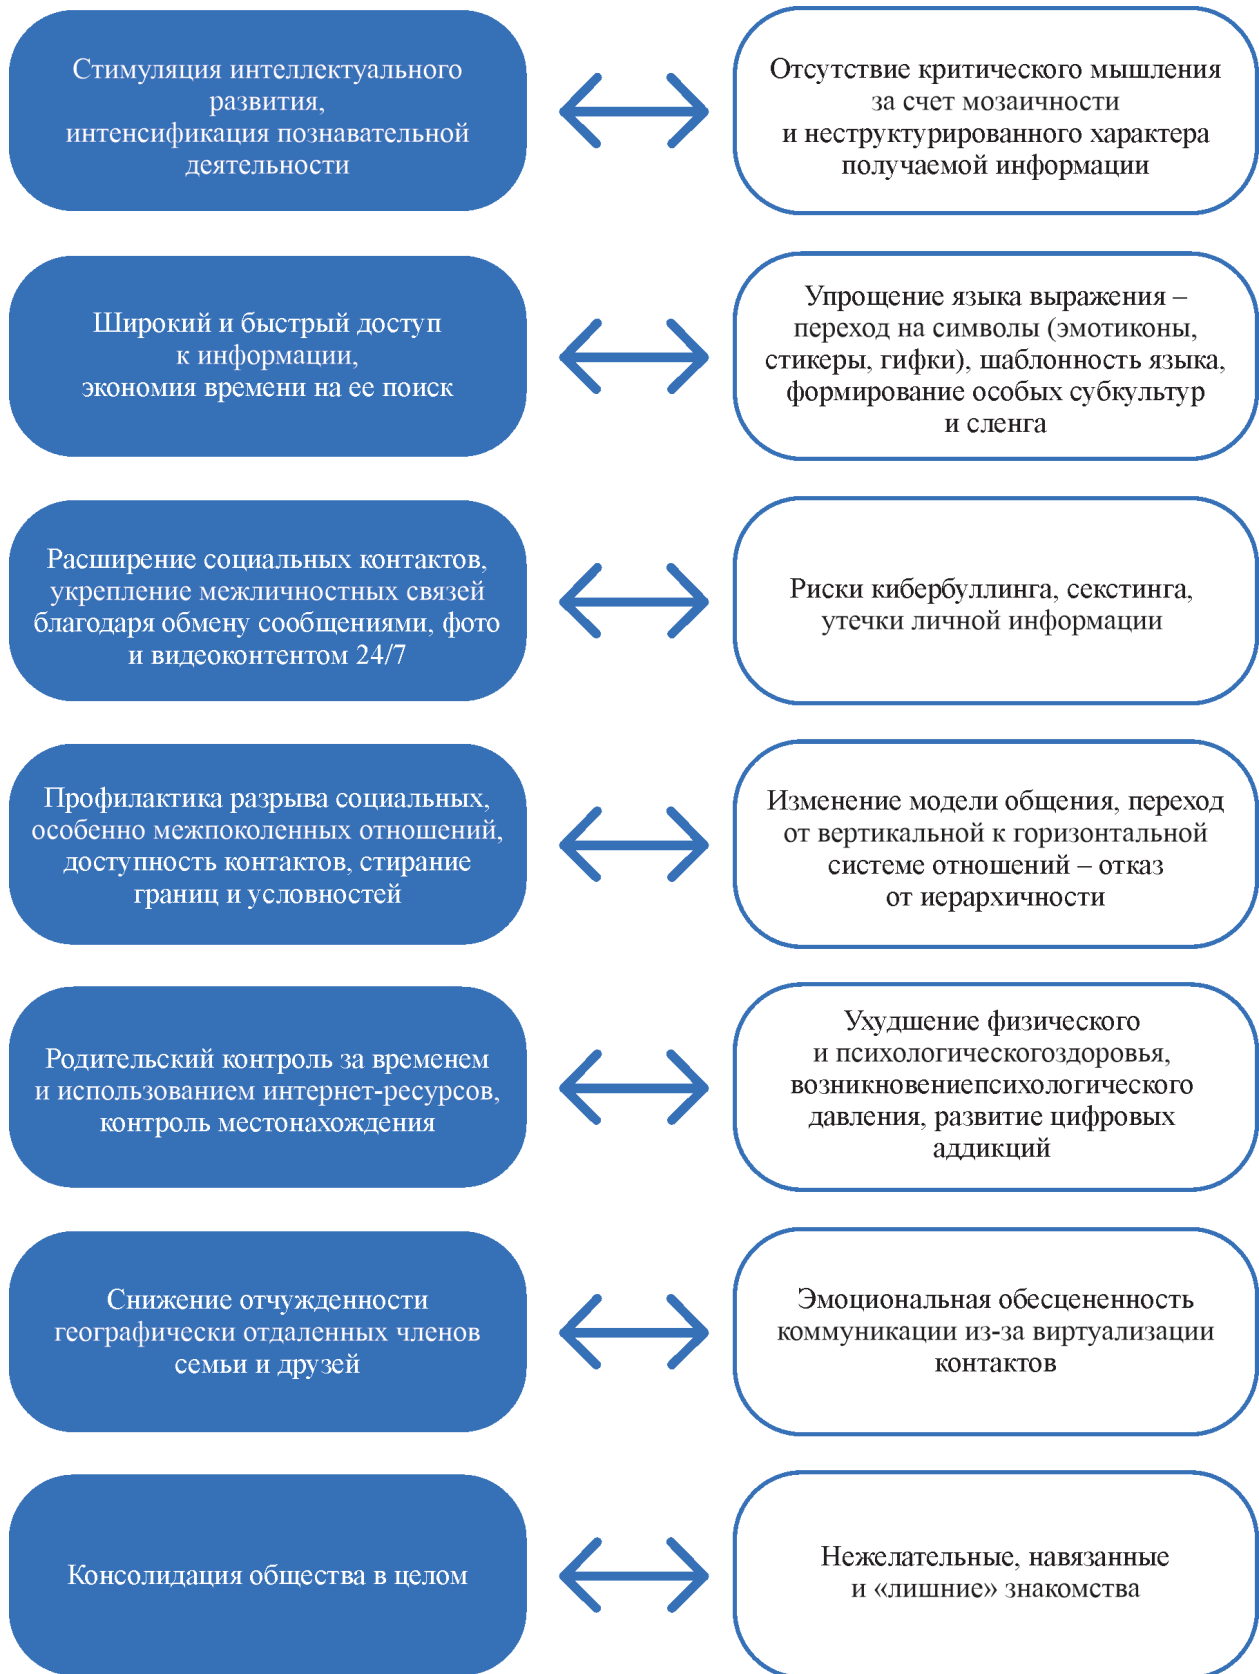 Стимуляция интеллектуального
развития,
интенсификация познавательной
деятельности
Отсутствие критического мышления
за счет мозаичности
и неструктурированного характера
получаемой информации
Широкий и быстрый доступ
к информации,
экономия времени на ее поиск
Упрощение языка выражения –
переход на символы (эмотиконы,
стикеры, гифки), шаблонность языка,
формирование особых субкультур
и сленга
Расширение социальных контактов,
укрепление межличностных связей
благодаря обмену сообщениями, фото
и видеоконтентом 24/7
Риски кибербуллинга, секстинга,
утечки личной информации
Профилактика разрыва социальных,
особенно межпоколенных отношений,
доступность контактов, стирание
границ и условностей
Изменение модели общения, переход
от вертикальной к горизонтальной
системе отношений – отказ
от иерархичности
Родительский контроль за временем
и использованием интернет-ресурсов,
контроль местонахождения
Ухудшение физического
и психологическогоздоровья,
возникновениепсихологического
давления, развитие цифровых
аддикций
Снижение отчужденности
географически отдаленных членов
семьи и друзей
Эмоциональная обесцененность
коммуникации из-за виртуализации
контактов
Консолидация общества в целом
Нежелательные, навязанные
и «лишние» знакомства